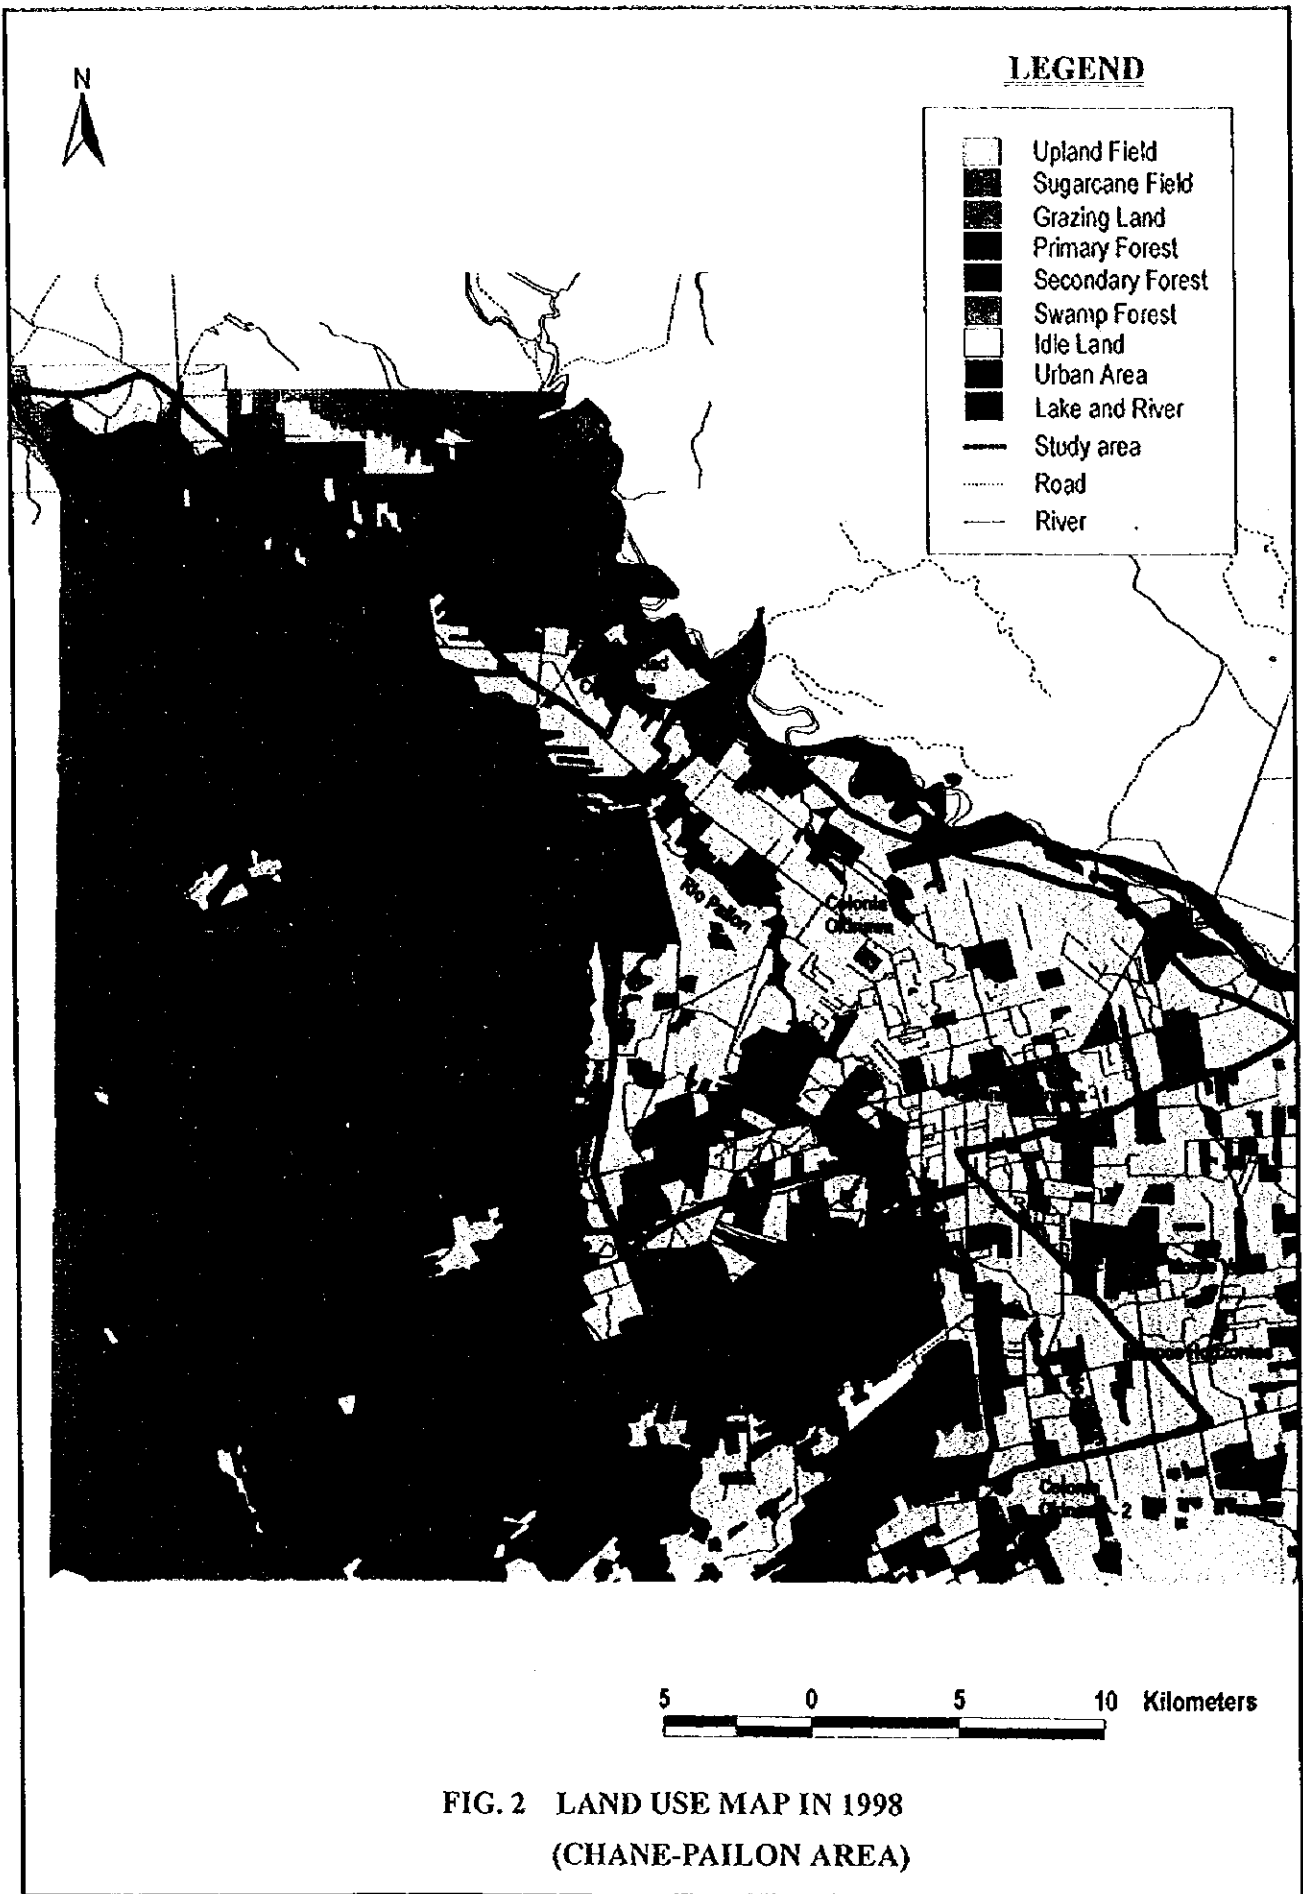 N
LEGEND
Upland Field
Sugarcane Field
Grazing Land
Primary Forest
Secondary Forest
Swamp Forest
Idle Land
Urban Area
Lake and River
Study area
Road
River
Rio Pailon
Colonia
Okinawa
Colonia
2
5 0 5 10 Kilometers
FIG. 2 LAND USE MAP IN 1998
(CHANE-PAILON AREA)